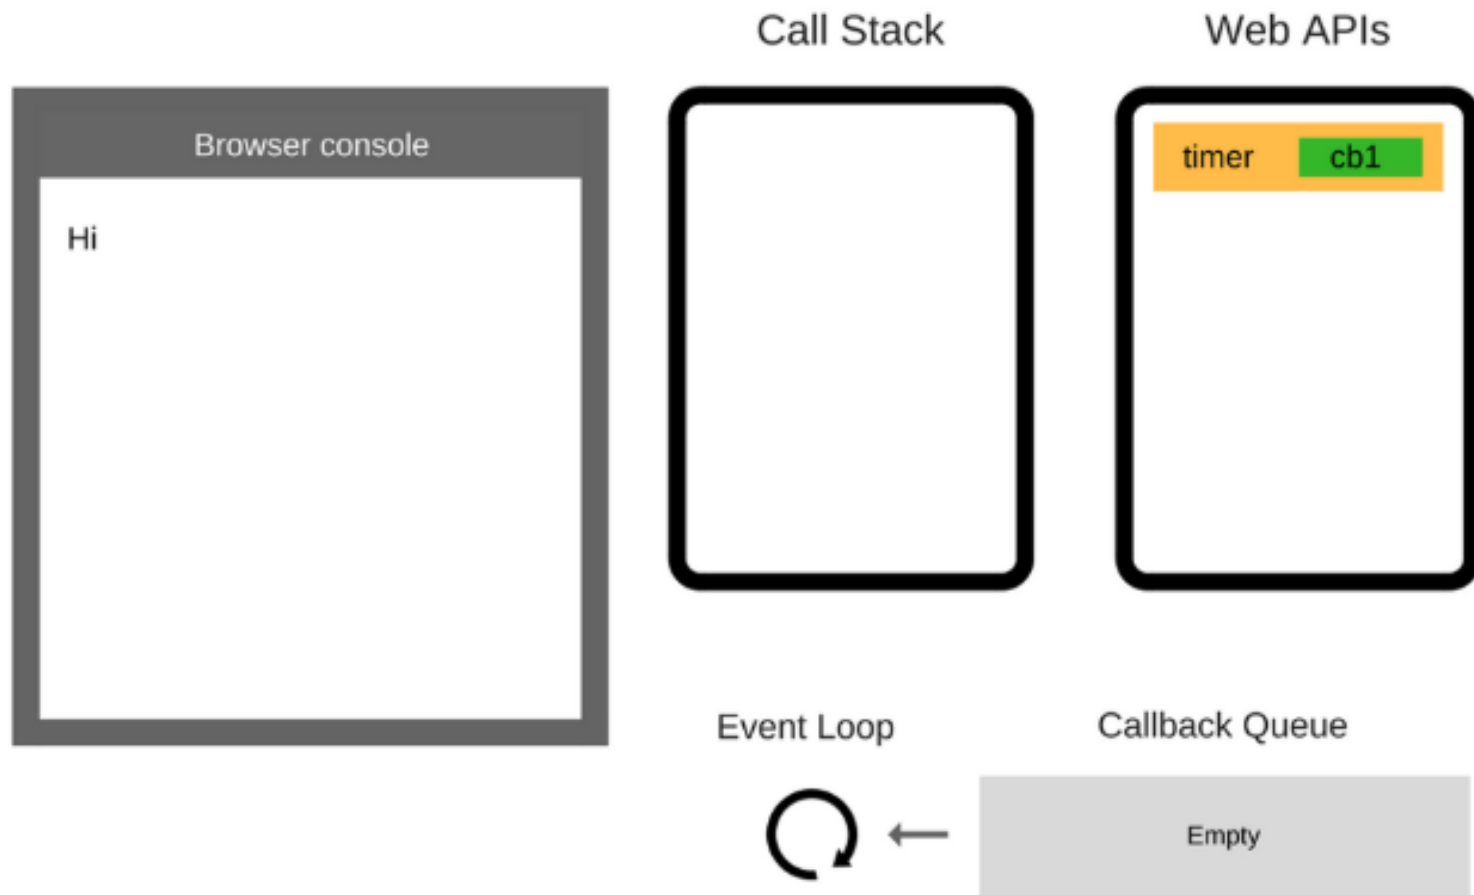 Call Stack
Web APIs
Browser console
timer
cb1
Hi
Event Loop
Callback Queue
Empty